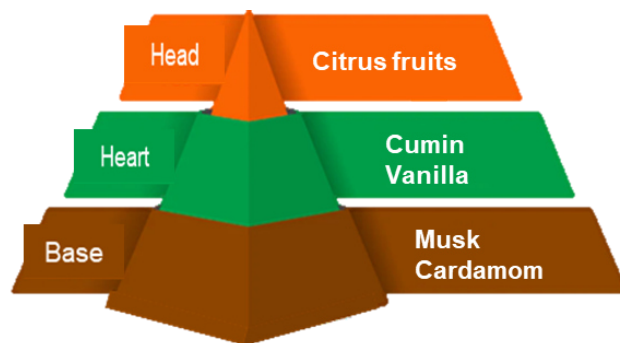 Head
Citrus fruits
Heart
Cumin
Vanilla
Base
Musk
Cardamom